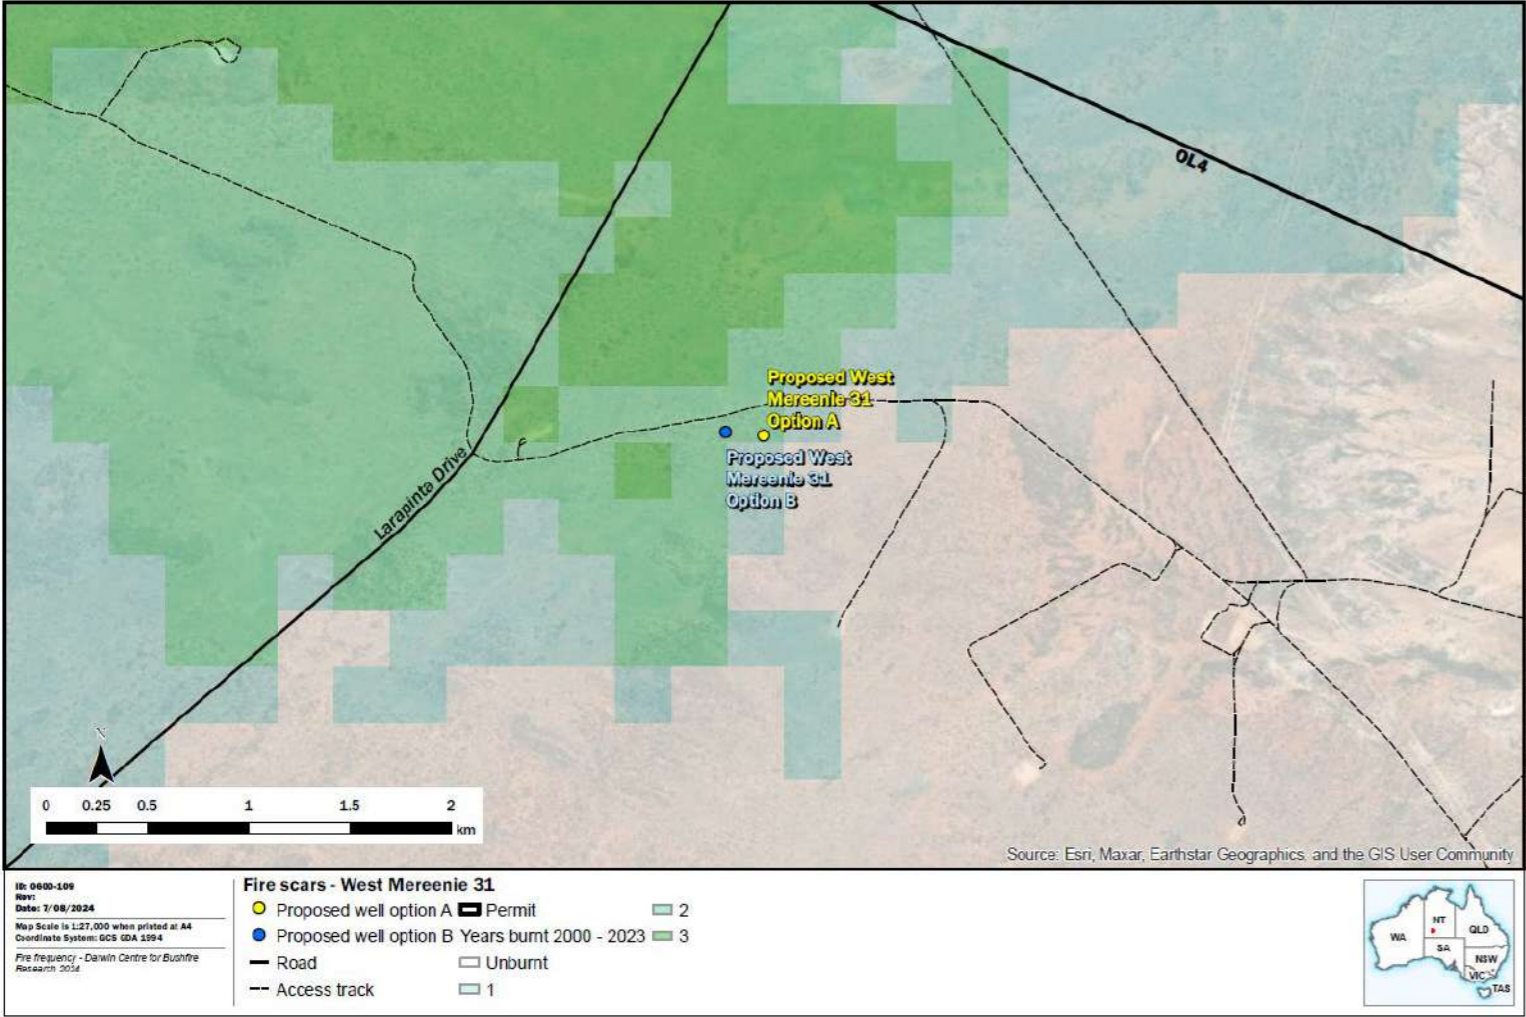 OL4
Proposed West
Mereenie 31
Option A
Proposed West
Mereenie 31
Option B
Larapinta Drive
N
0 0.25 0.5 1 1.5 2
km
Source: Esri, Maxar, Earthstar Geographics, and the GIS User Community
ID: 0600-109
Rev:
Date: 7/08/2024
Map Scale is 1:27,000 when printed at A4
Coordinate System: GCS GDA 1994
Fire frequency - Darwin Centre for Bushfire
Research 2024
Fire scars - West Mereenie 31
Proposed well option A
Proposed well option B
Road
Access track
Permit
Years burnt 2000 - 2023
Unburnt
1
2
3
WA
NT
QLD
SA
NSW
VIC
TAS